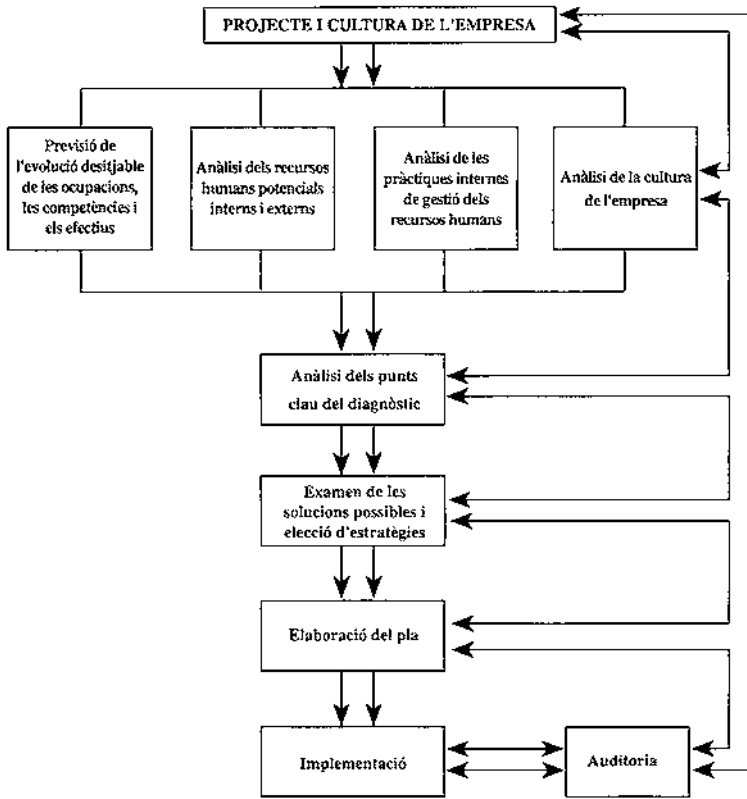 PROJECTE I CULTURA DE L'EMPRESA
Previsió de
l'evolució desitjable
de les ocupacions,
les competències i
els efectius
Anàlisi dels recursos
humans potencials
interns i externs
Anàlisi de les
pràctiques internes
de gestió dels
recursos humans
Anàlisi de la cultura
de l'empresa
Anàlisi dels punts
clau del diagnòstic
Examen de les
solucions possibles i
elecció d'estratègies
Elaboració del pla
Implementació
Auditoria